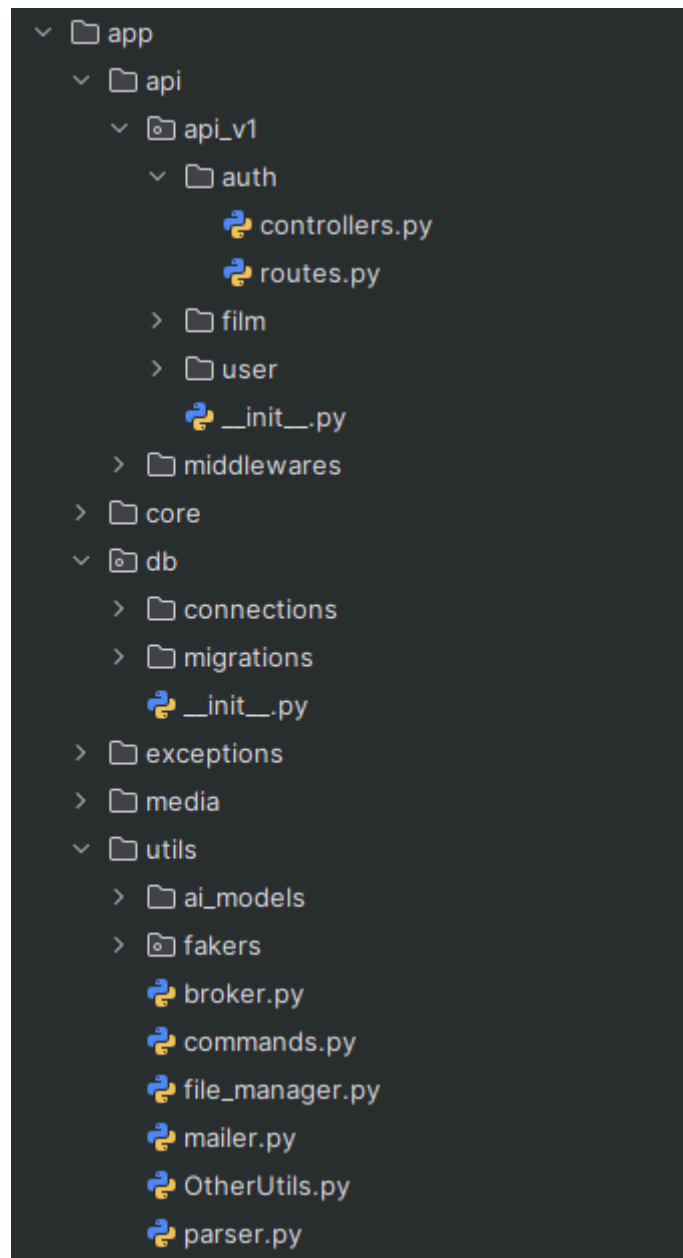 app
api
api_v1
auth
controllers.py
routes.py
film
user
__init__.py
middlewares
core
db
connections
migrations
__init__.py
exceptions
media
utils
ai_models
fakers
broker.py
commands.py
file_manager.py
mailer.py
OtherUtils.py
parser.py